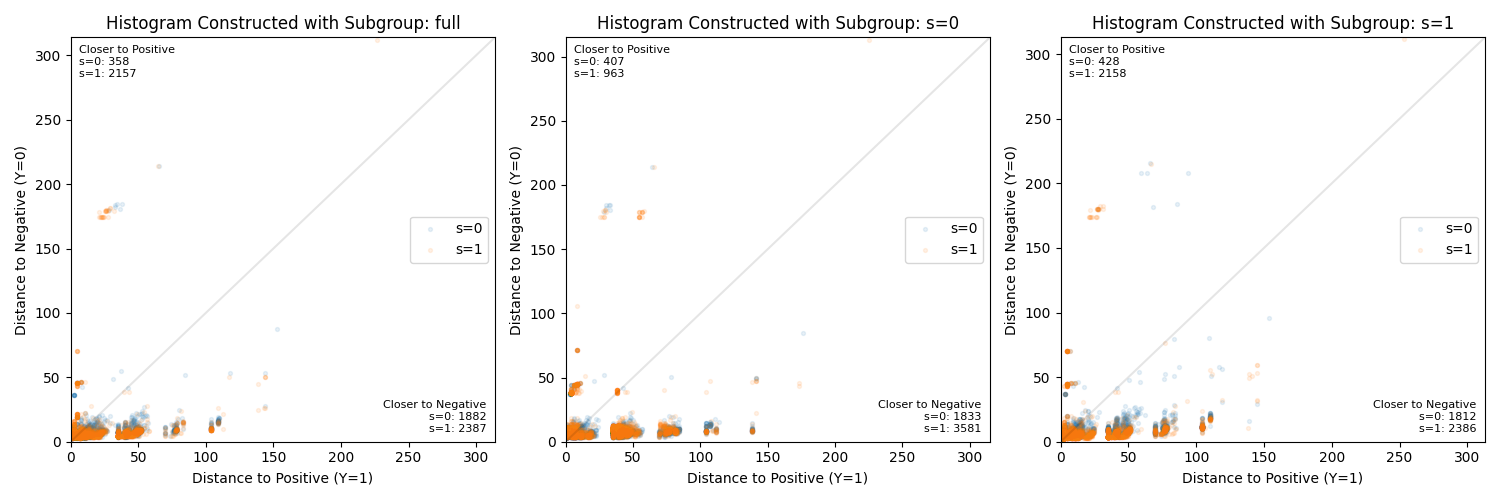 Histogram Constructed with Subgroup: full
Closer to Positive
s=0: 358
s=1: 2157
s=0
s=1
Closer to Negative
s=0: 1882
s=1: 2387
300
250
200
150
100
50
0
0 50 100 150 200 250 300
Distance to Positive (Y=1)
Distance to Negative (Y=0)
Histogram Constructed with Subgroup: s=0
Closer to Positive
s=0: 407
s=1: 963
s=0
s=1
Closer to Negative
s=0: 1833
s=1: 3581
300
250
200
150
100
50
0
0 50 100 150 200 250 300
Distance to Positive (Y=1)
Distance to Negative (Y=0)
Histogram Constructed with Subgroup: s=1
Closer to Positive
s=0: 428
s=1: 2158
s=0
s=1
Closer to Negative
s=0: 1812
s=1: 2386
300
250
200
150
100
50
0
0 50 100 150 200 250 300
Distance to Positive (Y=1)
Distance to Negative (Y=0)